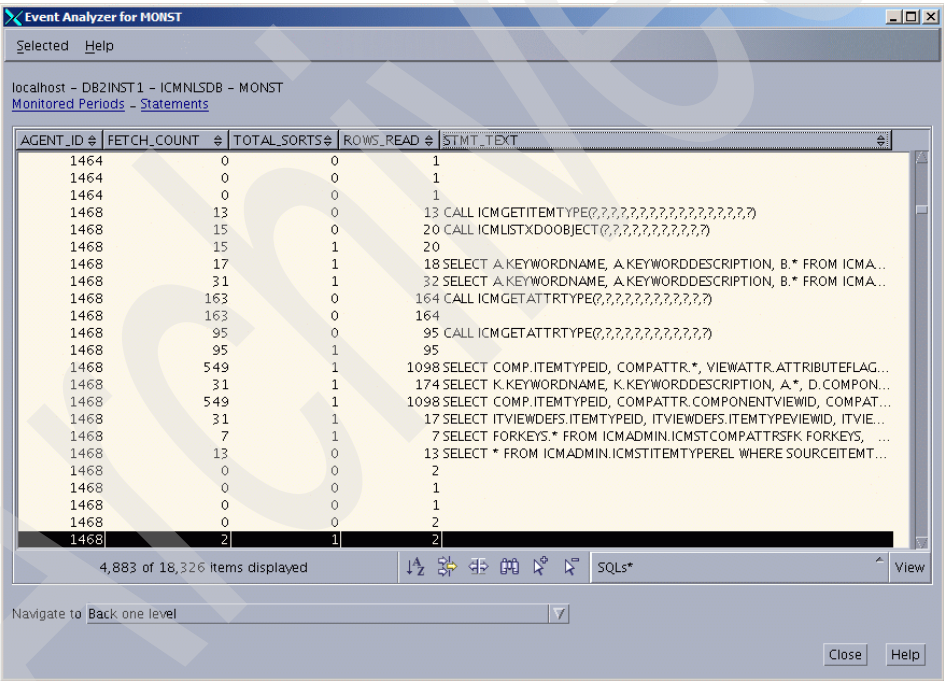 Event Analyzer for MONST
Selected Help
localhost - DB2INST1 - ICMNLSDB - MONST
Monitored Periods - Statements
AGENT_ID FETCH_COUNT TOTAL_SORTS ROWS_READ STMT_TEXT
1464 0 0 1
1464 0 0 1
1464 0 0 1
1468 13 0 13 CALL ICMGETITEMTYPE(?,?,?,?,?,?,?,?,?,?,?,?,?,?,?,?,?)
1468 15 0 20 CALL ICMLISTXDOOBJECT(?,?,?,?,?,?,?,?,?,?,?)
1468 15 1 20
1468 17 1 18 SELECT A.KEYWORDNAME, A.KEYWORDDESCRIPTION, B.* FROM ICMA...
1468 31 1 32 SELECT A.KEYWORDNAME, A.KEYWORDDESCRIPTION, B.* FROM ICMA...
1468 163 0 164 CALL ICMGETATTRTYPE(?,?,?,?,?,?,?,?,?,?,?,?)
1468 163 0 164
1468 95 0 95 CALL ICMGETATTRTYPE(?,?,?,?,?,?,?,?,?,?,?,?)
1468 95 1 95
1468 549 1 1098 SELECT COMP.ITEMTYPEID, COMPATTR.*, VIEWATTR.ATTRIBUTEFLAG...
1468 31 1 174 SELECT K.KEYWORDNAME, K.KEYWORDDESCRIPTION, A.*, D.COMPON...
1468 549 1 1098 SELECT COMP.ITEMTYPEID, COMPATTR.COMPONENTVIEWID, COMPAT...
1468 31 1 17 SELECT ITVIEWDEFS.ITEMTYPEID, ITVIEWDEFS.ITEMTYPEVIEWID, ITVIE...
1468 7 1 7 SELECT FORKEYS.* FROM ICMADMIN.ICMSTCOMPATTRSFK FORKEYS, ...
1468 13 0 13 SELECT * FROM ICMADMIN.ICMSTITEMTYPEREL WHERE SOURCEITEMT...
1468 0 0 2
1468 0 0 1
1468 0 0 1
1468 0 0 2
1468 2 1 2
4,883 of 18,326 items displayed SQLs* View
Navigate to Back one level
Close Help